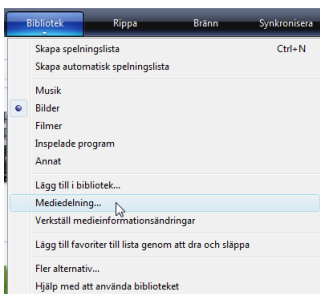 Bibliotek Rippa Bränn Synkronisera
Skapa spelningslista Ctrl+N
Skapa automatisk spelningslista
Musik
Bilder
Filmer
Inspelade program
Annat
Lägg till i bibliotek...
Mediedelning...
Verkställ medieinformationsändringar
Lägg till favoriter till lista genom att dra och släppa
Fler alternativ...
Hjälp med att använda biblioteket